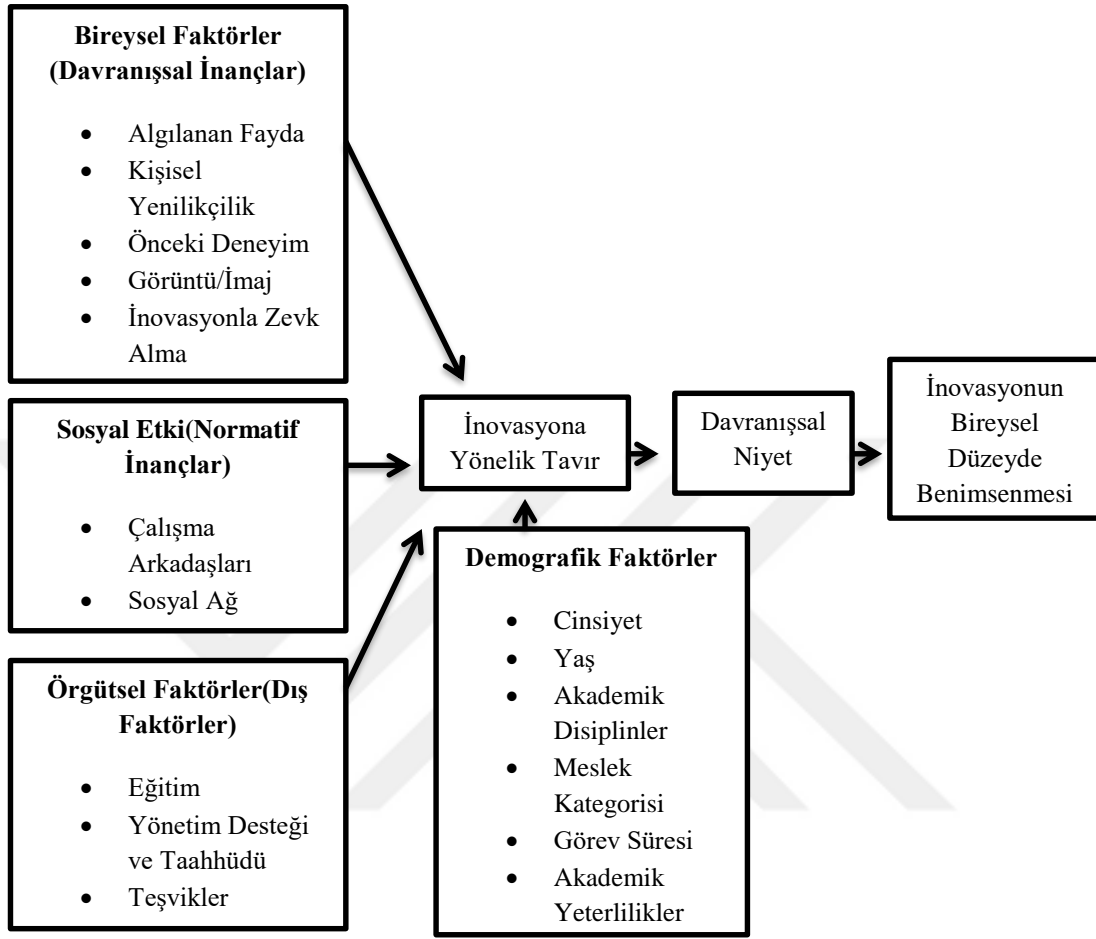 Bireysel Faktörler
(Davranışsal İnançlar)
• Algılanan Fayda
• Kişisel
Yenilikçilik
• Önceki Deneyim
• Görüntü/İmaj
• İnovasyonla Zevk
Alma
Sosyal Etki(Normatif
İnançlar)
• Çalışma
Arkadaşları
• Sosyal Ağ
Örgütsel Faktörler(Dış
Faktörler)
• Eğitim
• Yönetim Desteği
ve Taahhüdü
• Teşvikler
İnovasyona
Yönelik Tavır
Demografik Faktörler
• Cinsiyet
• Yaş
• Akademik
Disiplinler
• Meslek
Kategorisi
• Görev Süresi
• Akademik
Yeterlilikler
Davranışsal
Niyet
İnovasyonun
Bireysel
Düzeyde
Benimsenmesi